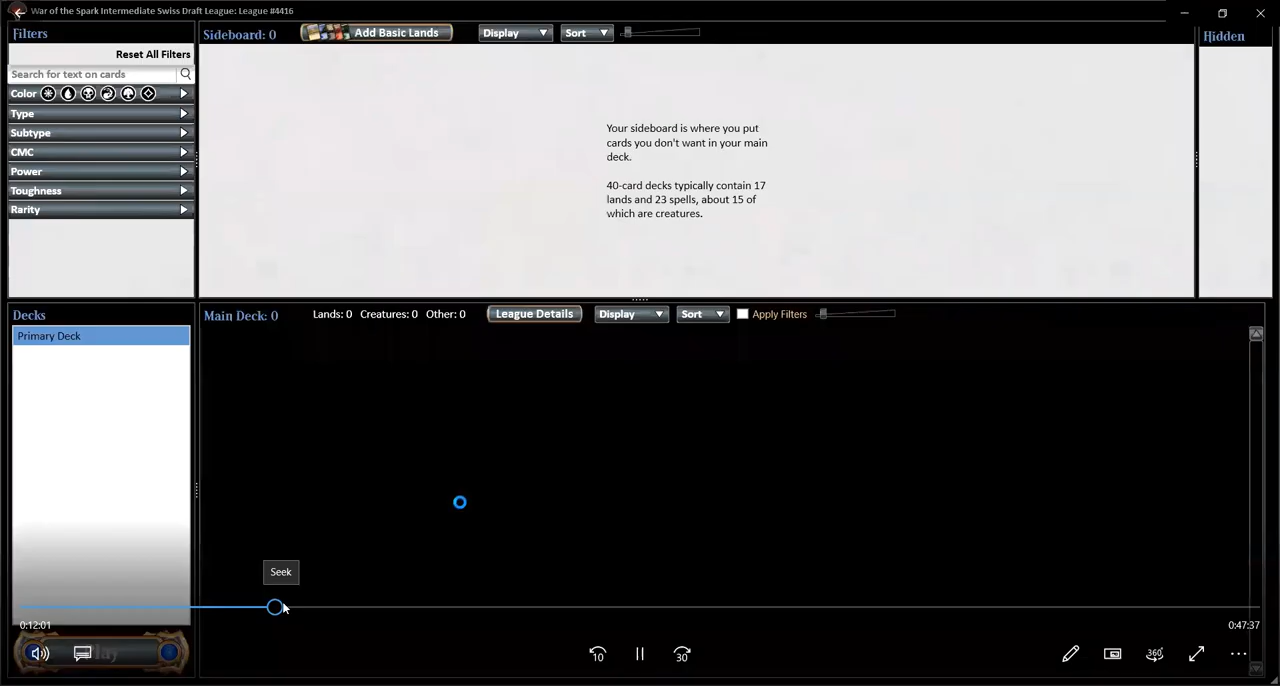 War of the Spark Intermediate Swiss Draft League: League #4416
Filters
Reset All Filters
Search for text on cards
Color
Type
Subtype
CMC
Power
Toughness
Rarity
Sideboard: 0
Add Basic Lands
Display
Sort
Hidden
Your sideboard is where you put
cards you don't want in your main
deck.
40-card decks typically contain 17
lands and 23 spells, about 15 of
which are creatures.
Decks
Primary Deck
Main Deck: 0
Lands: 0 Creatures: 0 Other: 0
League Details
Display
Sort
Apply Filters
Seek
0:12:01
0:47:37
10
30
360